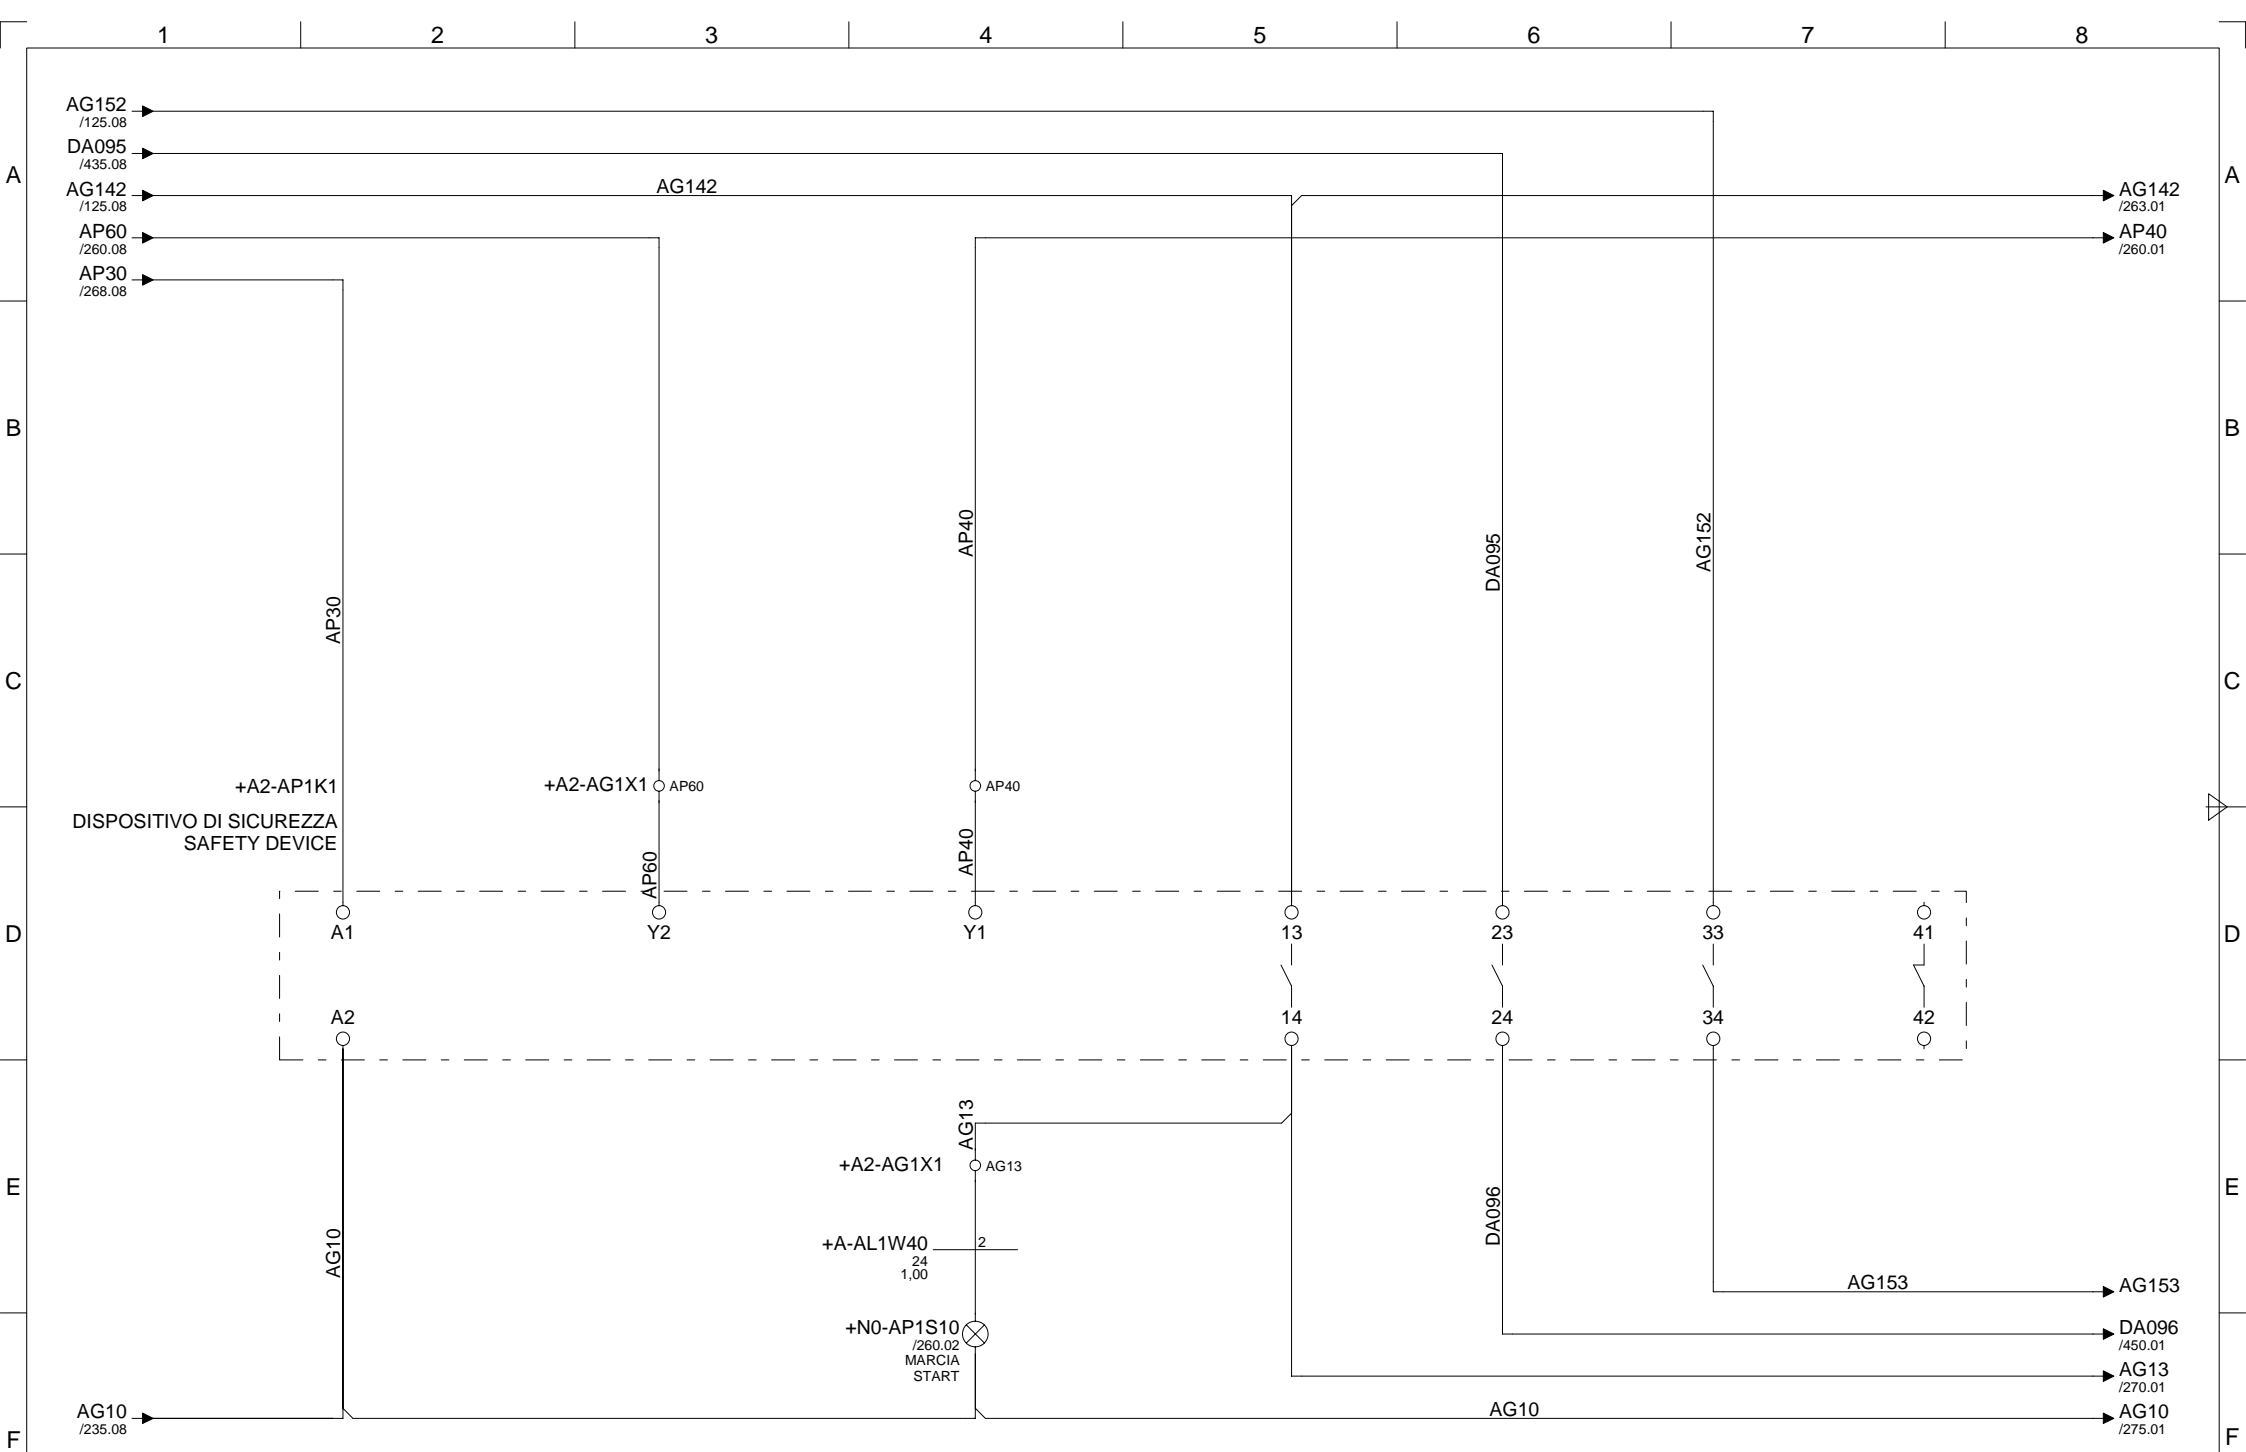 1 2 3 4 5 6 7 8
AG152
/125.08
DA095
/435.08
A
A
AG142
/125.08
AG142
AG142
/263.01
AP60
/260.08
AP40
/260.01
AP30
/268.08
B
B
AP40
AG152
DA095
AP30
C
C
+A2-AP1K1
+A2-AG1X1
AP60
AP40
DISPOSITIVO DI SICUREZZA
SAFETY DEVICE
AP60
AP40
D
D
A1 Y2 Y1 13 23 33 41
A2 14 24 34 42
AG13
+A2-AG1X1
AG13
E
E
DA096
AG10
+A-AL1W40
2
24
1,00
AG153
AG153
+N0-AP1S10
/260.02
MARCIA
START
DA096
/450.01
AG13
/270.01
AG10
/235.08
AG10
AG10
/275.01
F
F